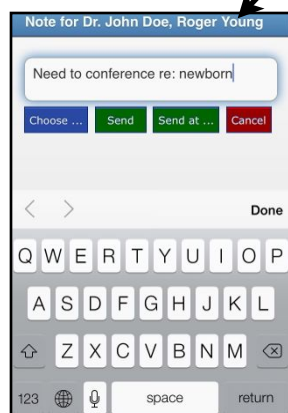 Note for Dr. John Doe, Roger Young
Need to conference re: newborn
Choose ... Send Send at ... Cancel
Done
Q W E R T Y U I O P
A S D F G H J K L
Z X C V B N M
123 space return